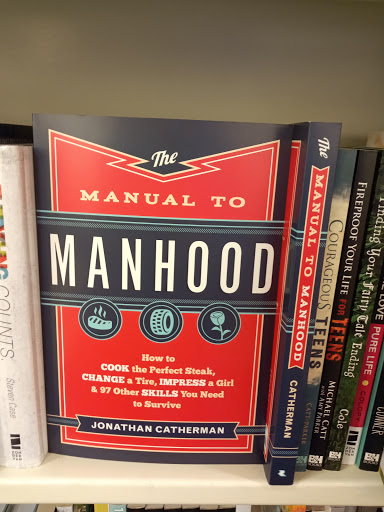 The
MANUAL TO
MANHOOD
How to
COOK the Perfect Steak,
CHANGE a Tire, IMPRESS a Girl
& 97 Other SKILLS You Need
to Survive
JONATHAN CATHERMAN
COUNTS
Steven Case
The MANUAL TO MANHOOD
CATHERMAN
COURAGEOUS TEENS
MICHAEL CATT
AMY PARKER
FIREPROOF YOUR LIFE FOR TEENS
Finding Your Fairy Tale Ending
Cole
PURE LIFE